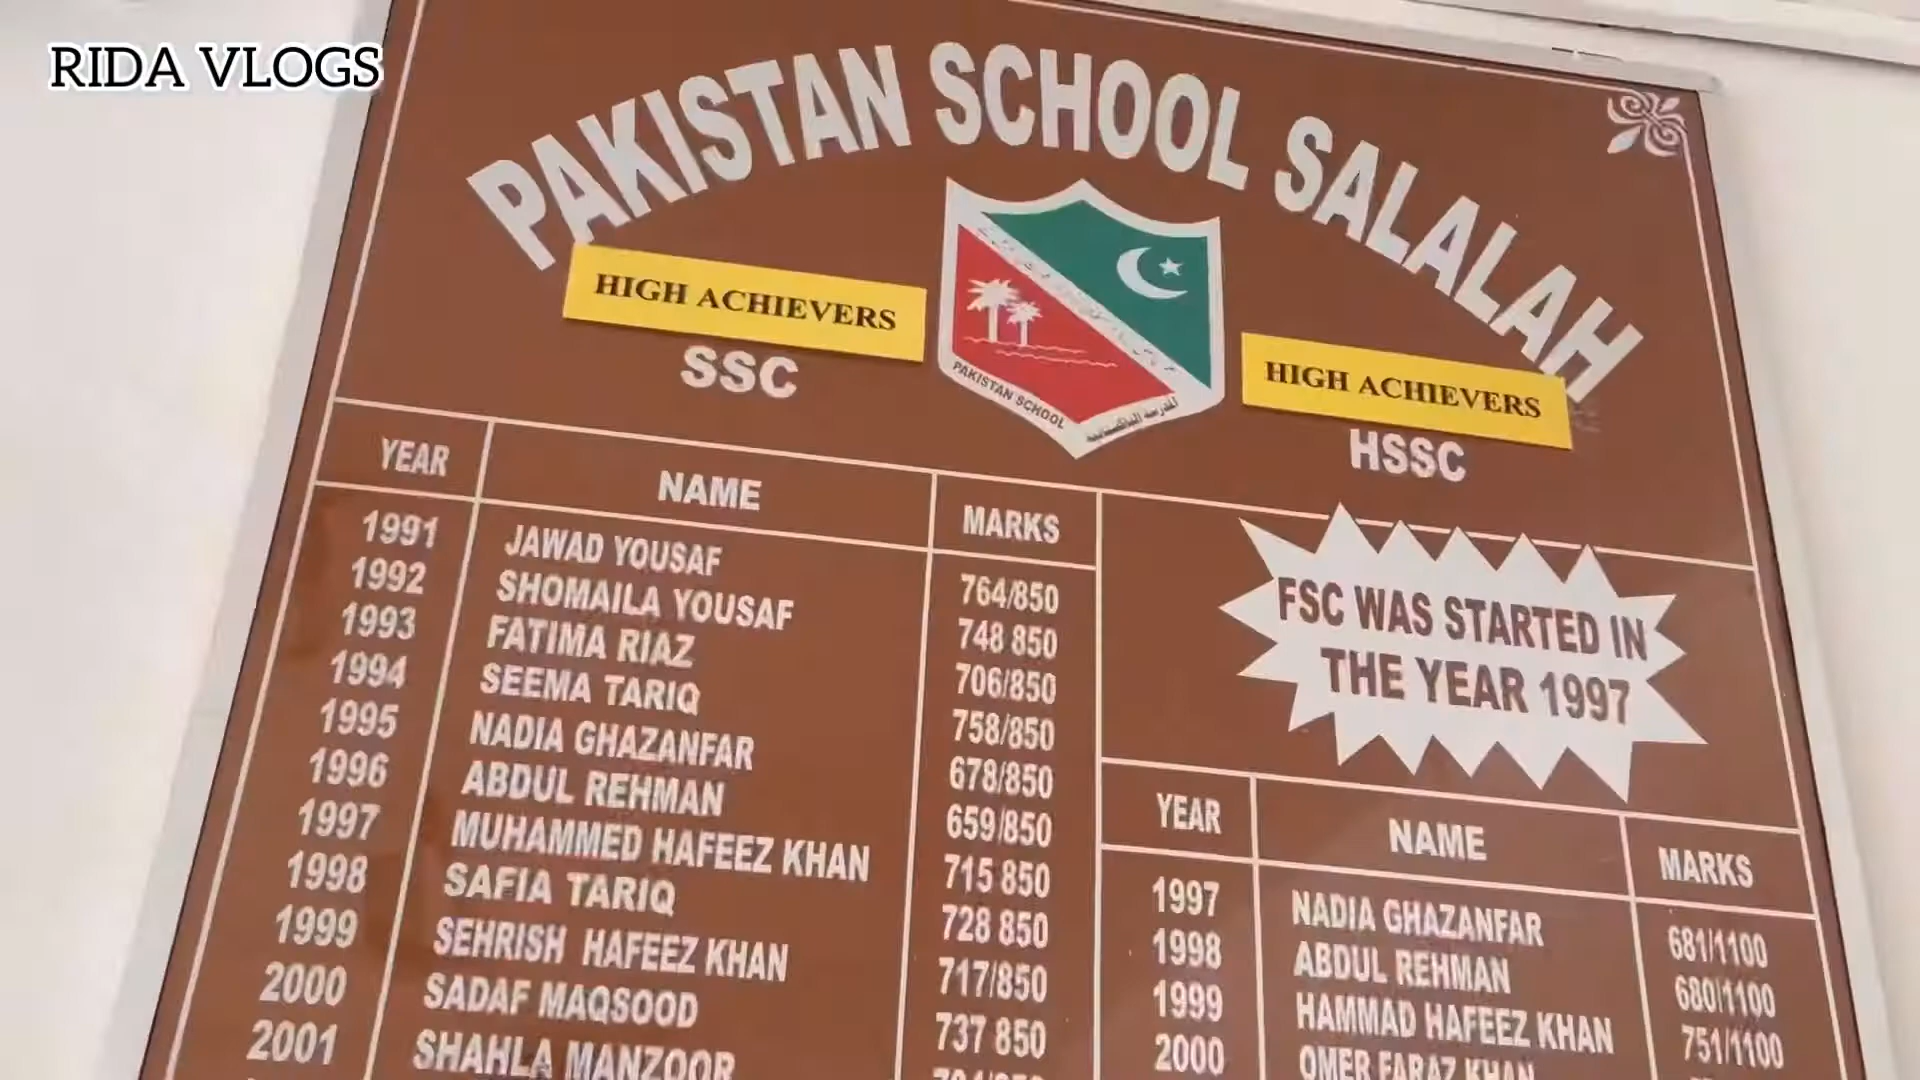 RIDA VLOGS
PAKISTAN SCHOOL SALALAH
HIGH ACHIEVERS
SSC
PAKISTAN SCHOOL
المدرسة الباكستانية
HIGH ACHIEVERS
HSSC
YEAR NAME MARKS
1991 JAWAD YOUSAF 764/850
1992 SHOMAILA YOUSAF 748 850
1993 FATIMA RIAZ 706/850
1994 SEEMA TARIQ 758/850
1995 NADIA GHAZANFAR 678/850
1996 ABDUL REHMAN 659/850
1997 MUHAMMED HAFEEZ KHAN 715 850
1998 SAFIA TARIQ 728 850
1999 SEHRISH HAFEEZ KHAN 717/850
2000 SADAF MAQSOOD 737 850
2001 SHAHLA MANZOOR
FSC WAS STARTED IN
THE YEAR 1997
YEAR NAME MARKS
1997 NADIA GHAZANFAR 681/1100
1998 ABDUL REHMAN 680/1100
1999 HAMMAD HAFEEZ KHAN 751/1100
2000 OMER FARAZ KHAN